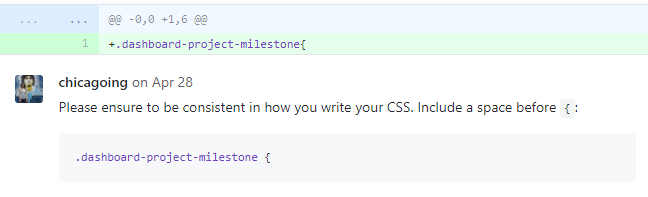 ... ... @@ -0,0 +1,6 @@
1 +.dashboard-project-milestone{
chicagoing on Apr 28
Please ensure to be consistent in how you write your CSS. Include a space before { :
.dashboard-project-milestone {